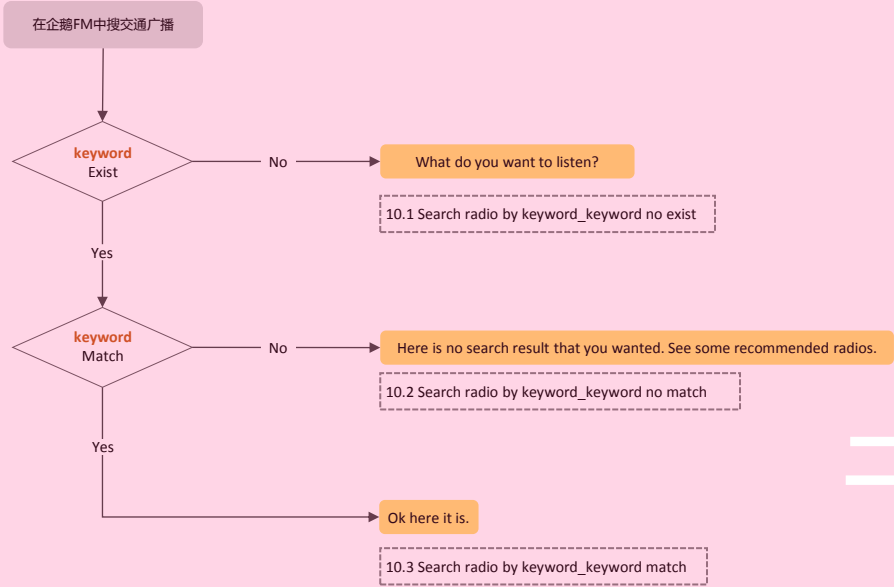 在企鹅FM中搜交通广播
keyword
Exist
No
What do you want to listen?
10.1 Search radio by keyword_keyword no exist
Yes
keyword
Match
No
Here is no search result that you wanted. See some recommended radios.
10.2 Search radio by keyword_keyword no match
Yes
Ok here it is.
10.3 Search radio by keyword_keyword match